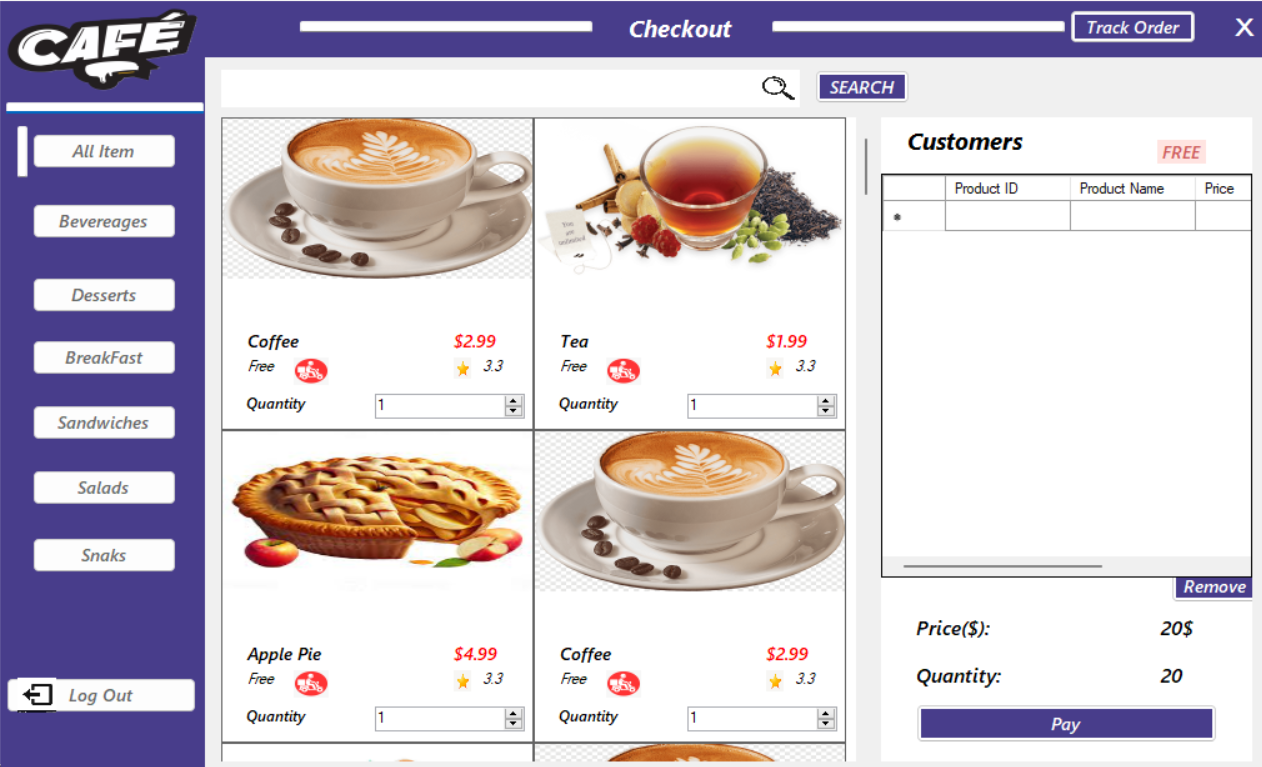 CAFÉ
Checkout
Track Order
X
SEARCH
All Item
Bevereages
Desserts
BreakFast
Sandwiches
Salads
Snaks
Log Out
Coffee $2.99
Free 3.3
Quantity 1
Tea $1.99
Free 3.3
Quantity 1
Apple Pie $4.99
Free 3.3
Quantity 1
Coffee $2.99
Free 3.3
Quantity 1
Customers
FREE
Product ID Product Name Price
Remove
Price($): 20$
Quantity: 20
Pay